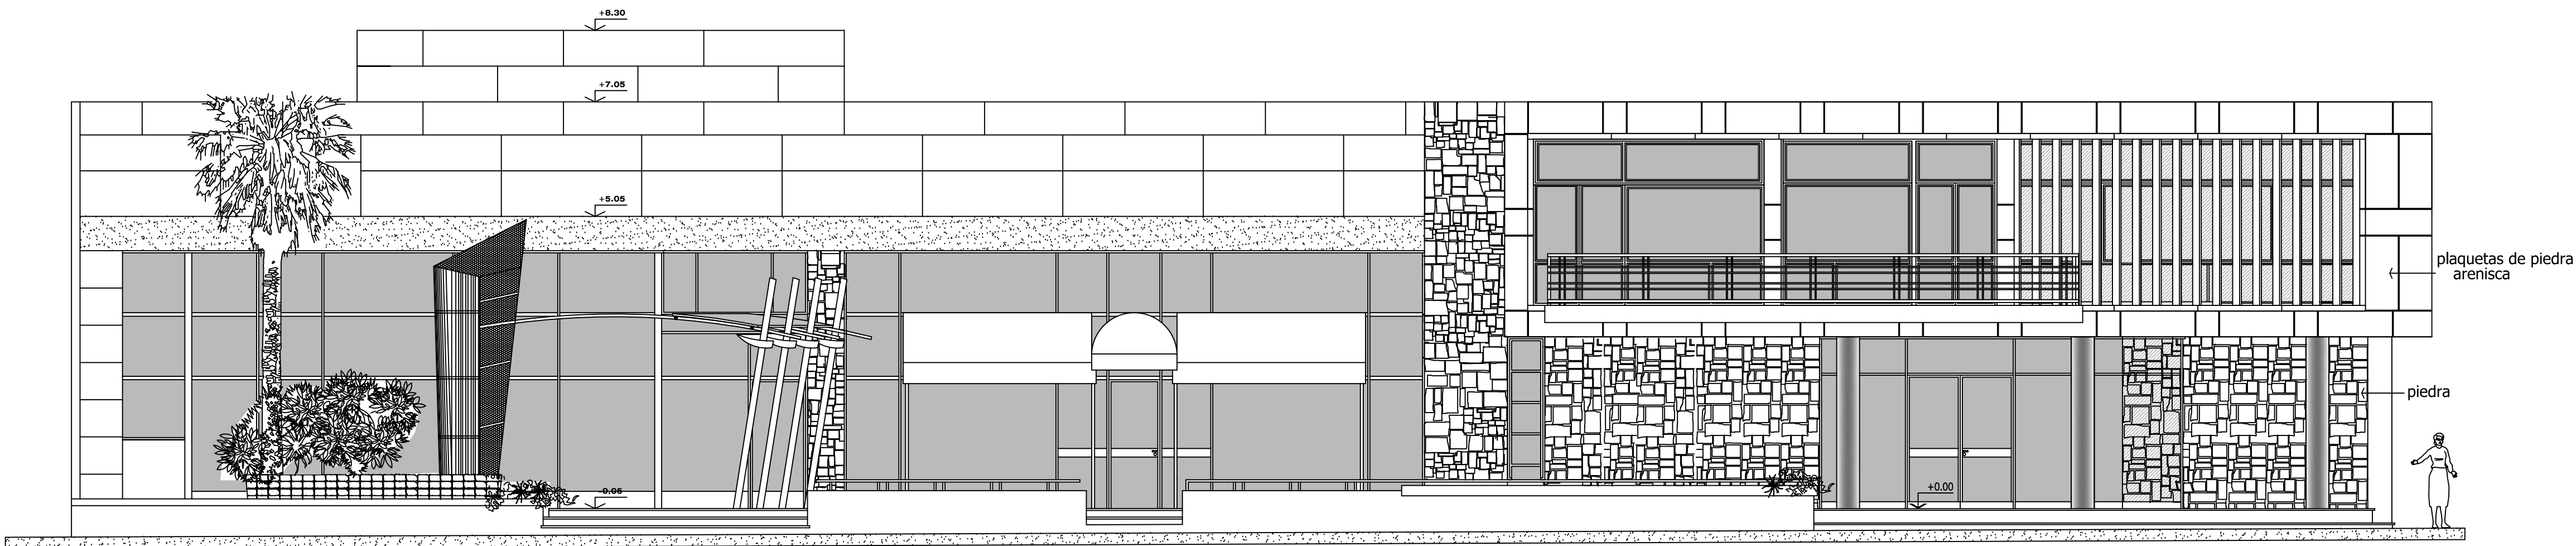 +8.30
+7.05
+5.05
plaquetas de piedra
arenisca
piedra
-0.05
+0.00